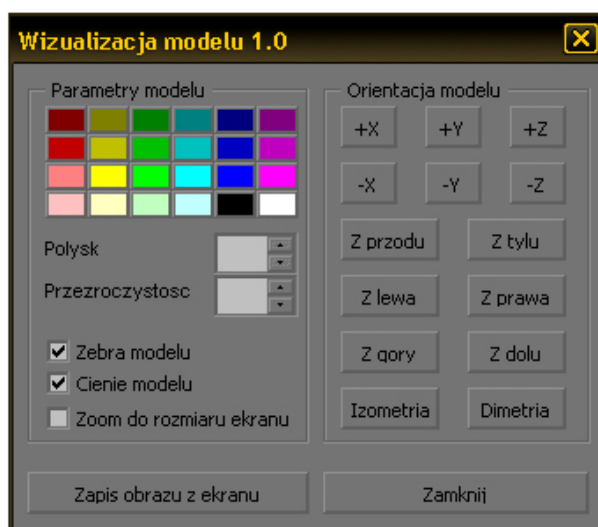 Wizualizacja modelu 1.0
Parametry modelu
Polysk
Przezroczystosc
Zebra modelu
Cienie modelu
Zoom do rozmiaru ekranu
Orientacja modelu
+X +Y +Z
-X -Y -Z
Z przodu Z tylu
Z lewa Z prawa
Z gory Z dolu
Izometria Dimetria
Zapis obrazu z ekranu Zamknij